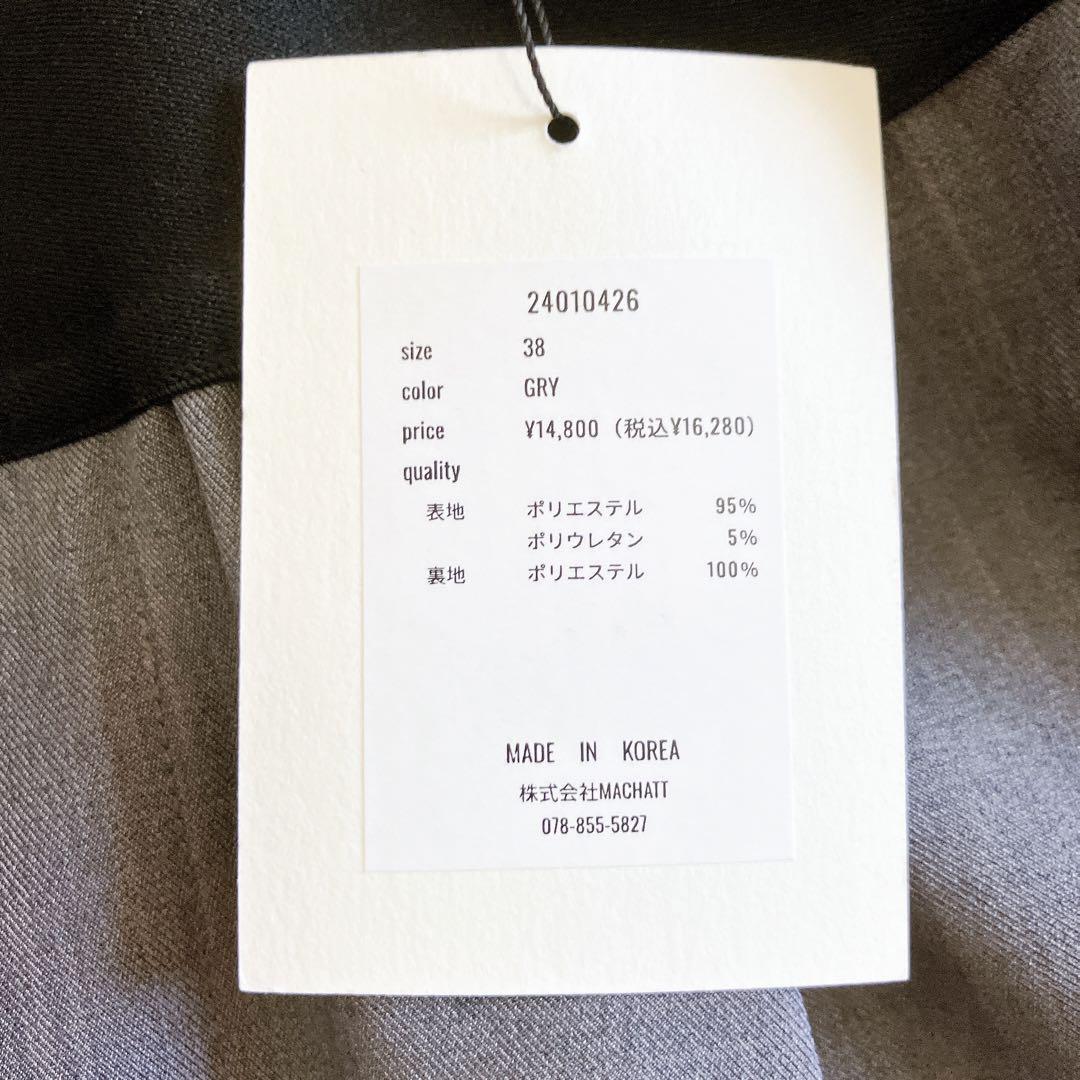 24010426
size 38
color GRY
price ¥14,800（税込¥16,280）
quality
表地 ポリエステル 95%
ポリウレタン 5%
裏地 ポリエステル 100%
MADE IN KOREA
株式会社MACHATT
078-855-5827